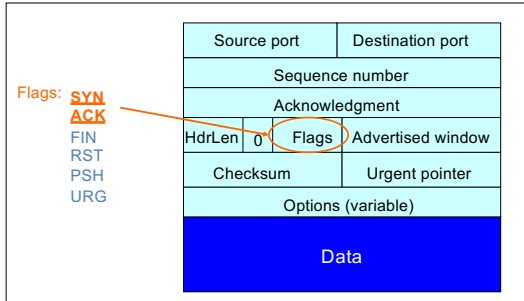 Source port Destination port
Sequence number
Flags: SYN
Acknowledgment
ACK
FIN
HdrLen 0 Flags Advertised window
RST
PSH
Checksum Urgent pointer
URG
Options (variable)
Data